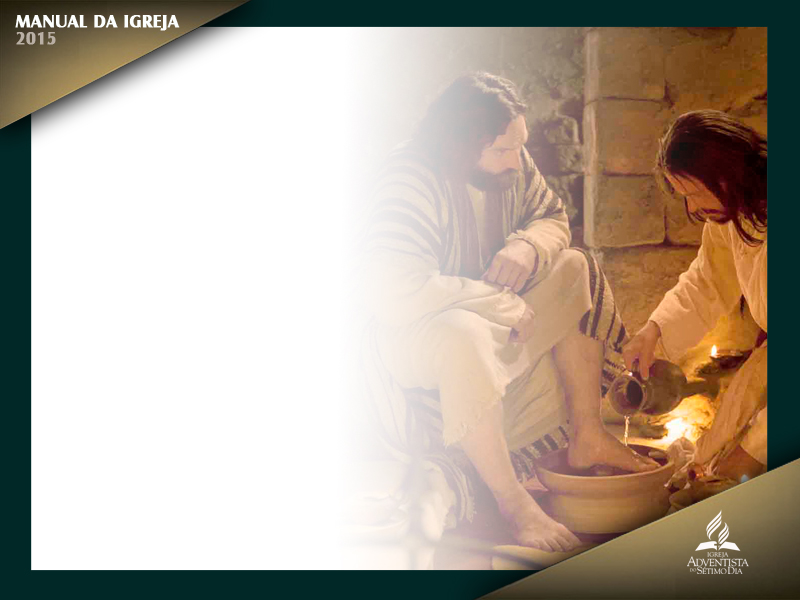 MANUAL DA IGREJA
2015
IGREJA
ADVENTISTA
DO SÉTIMO DIA